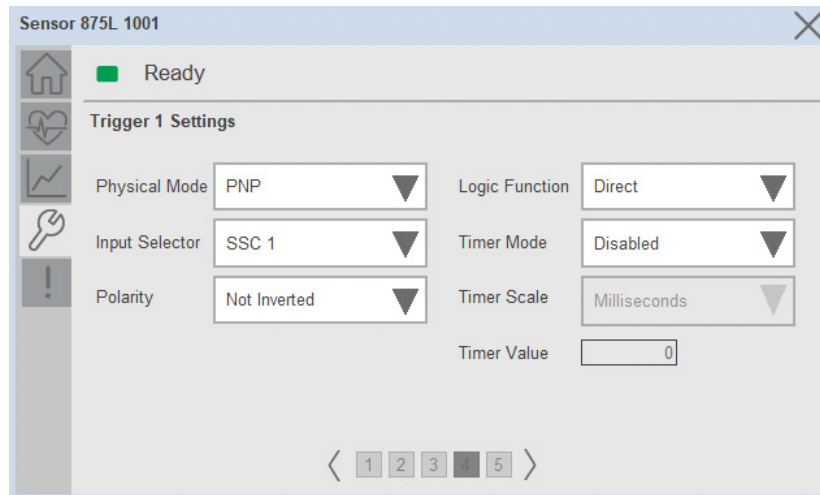 Sensor 875L 1001
Ready
Trigger 1 Settings
Physical Mode PNP
Logic Function Direct
Input Selector SSC 1
Timer Mode Disabled
Polarity Not Inverted
Timer Scale Milliseconds
Timer Value 0
1 2 3 4 5